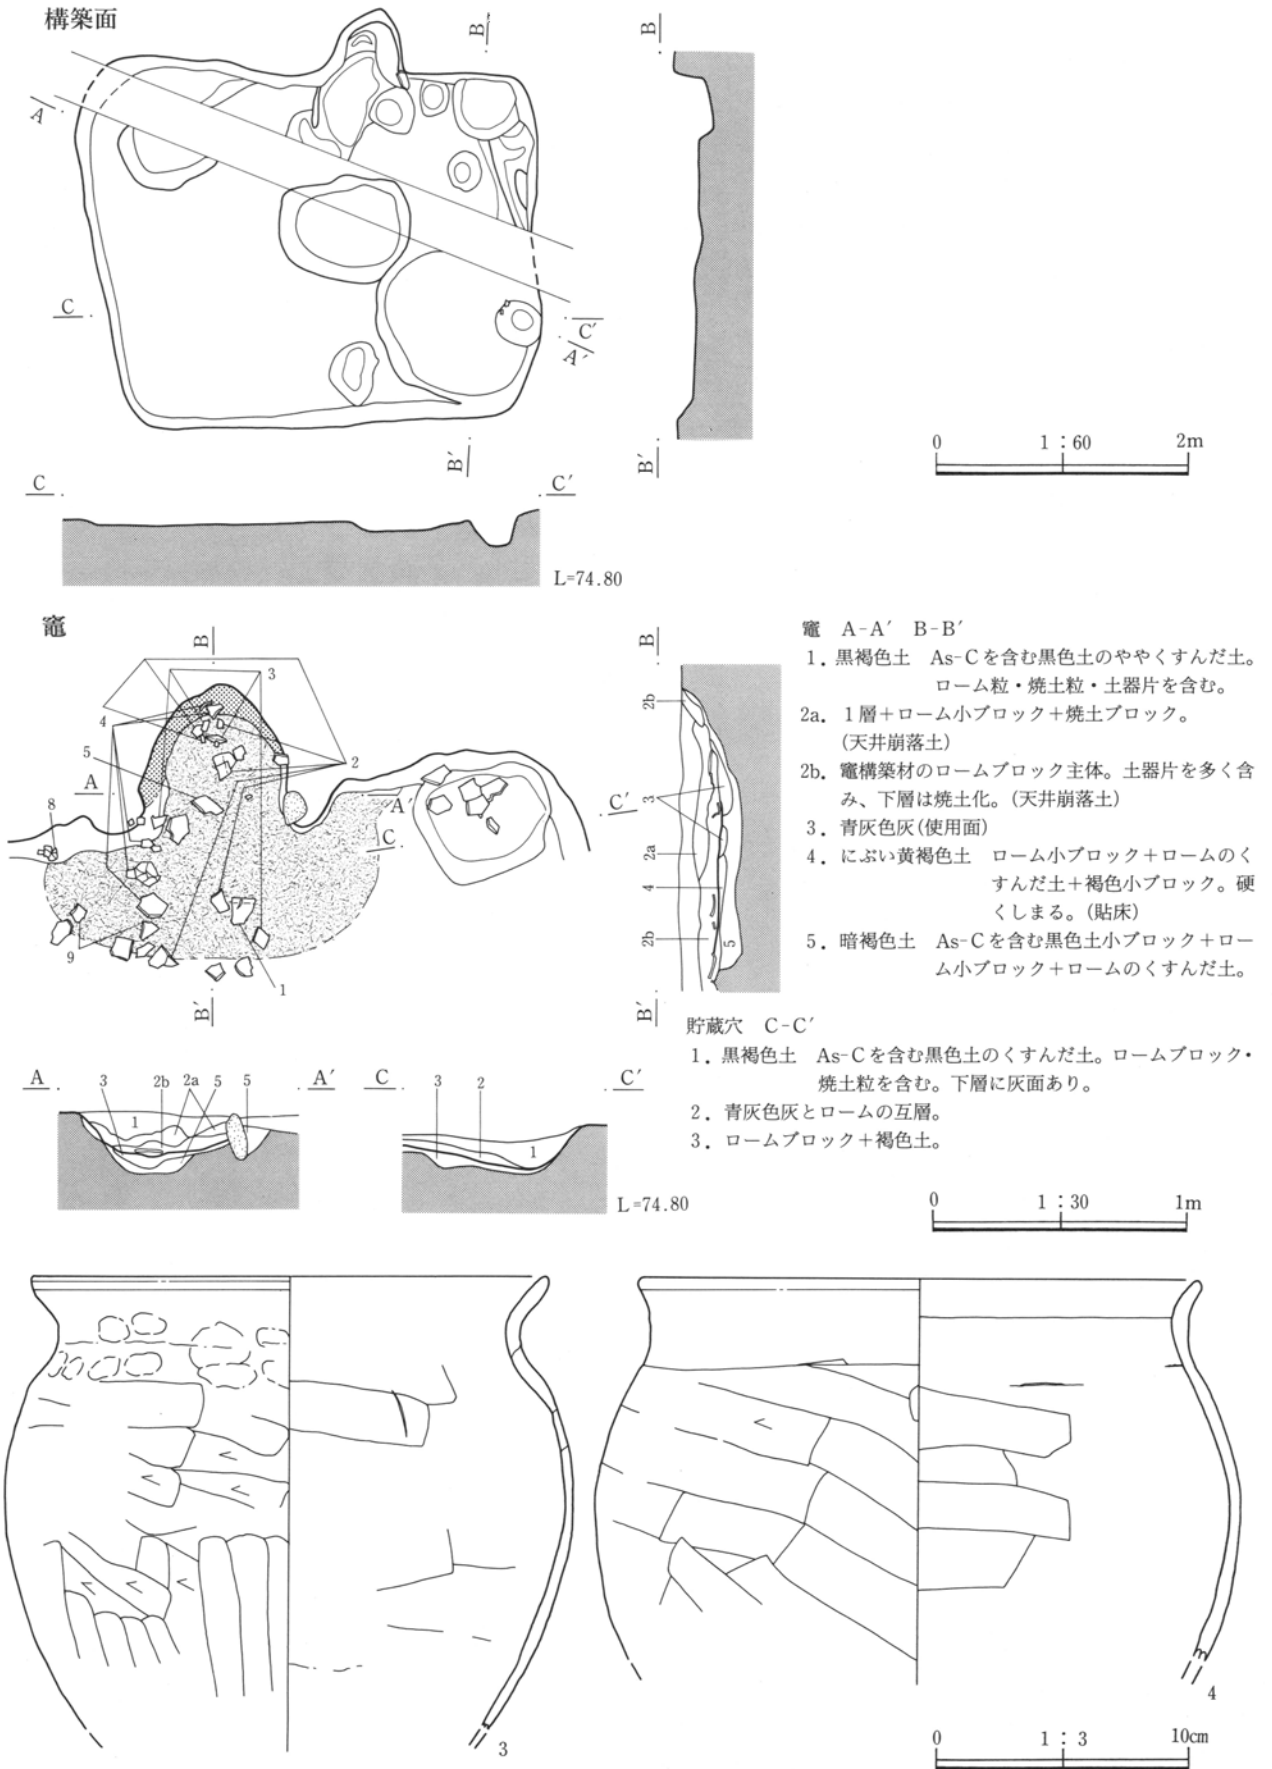 構築面
B
B
A
C
C′
A′
B′
B′
0 1：60 2m
C C′
L=74.80
竈
B
3
4
5
2
A
A′
8
C
9
1
B′
B
2b
C′
3
2a
4
2b
5
B′
竈 A-A′ B-B′
1．黒褐色土 As-Cを含む黒色土のややくすんだ土。
ローム粒・焼土粒・土器片を含む。
2a．1層＋ローム小ブロック＋焼土ブロック。
(天井崩落土)
2b．竈構築材のロームブロック主体。土器片を多く含
み、下層は焼土化。(天井崩落土)
3．青灰色灰(使用面)
4．にぶい黄褐色土 ローム小ブロック＋ロームのく
すんだ土＋褐色小ブロック。硬
くしまる。(貼床)
5．暗褐色土 As-Cを含む黒色土小ブロック＋ロー
ム小ブロック＋ロームのくすんだ土。
貯蔵穴 C-C′
1．黒褐色土 As-Cを含む黒色土のくすんだ土。ロームブロック・
焼土粒を含む。下層に灰面あり。
2．青灰色灰とロームの互層。
3．ロームブロック＋褐色土。
A 3 2b 2a 5 5 A′
1
C 3 2 C′
1
L=74.80
0 1：30 1m
3
4
0 1：3 10cm